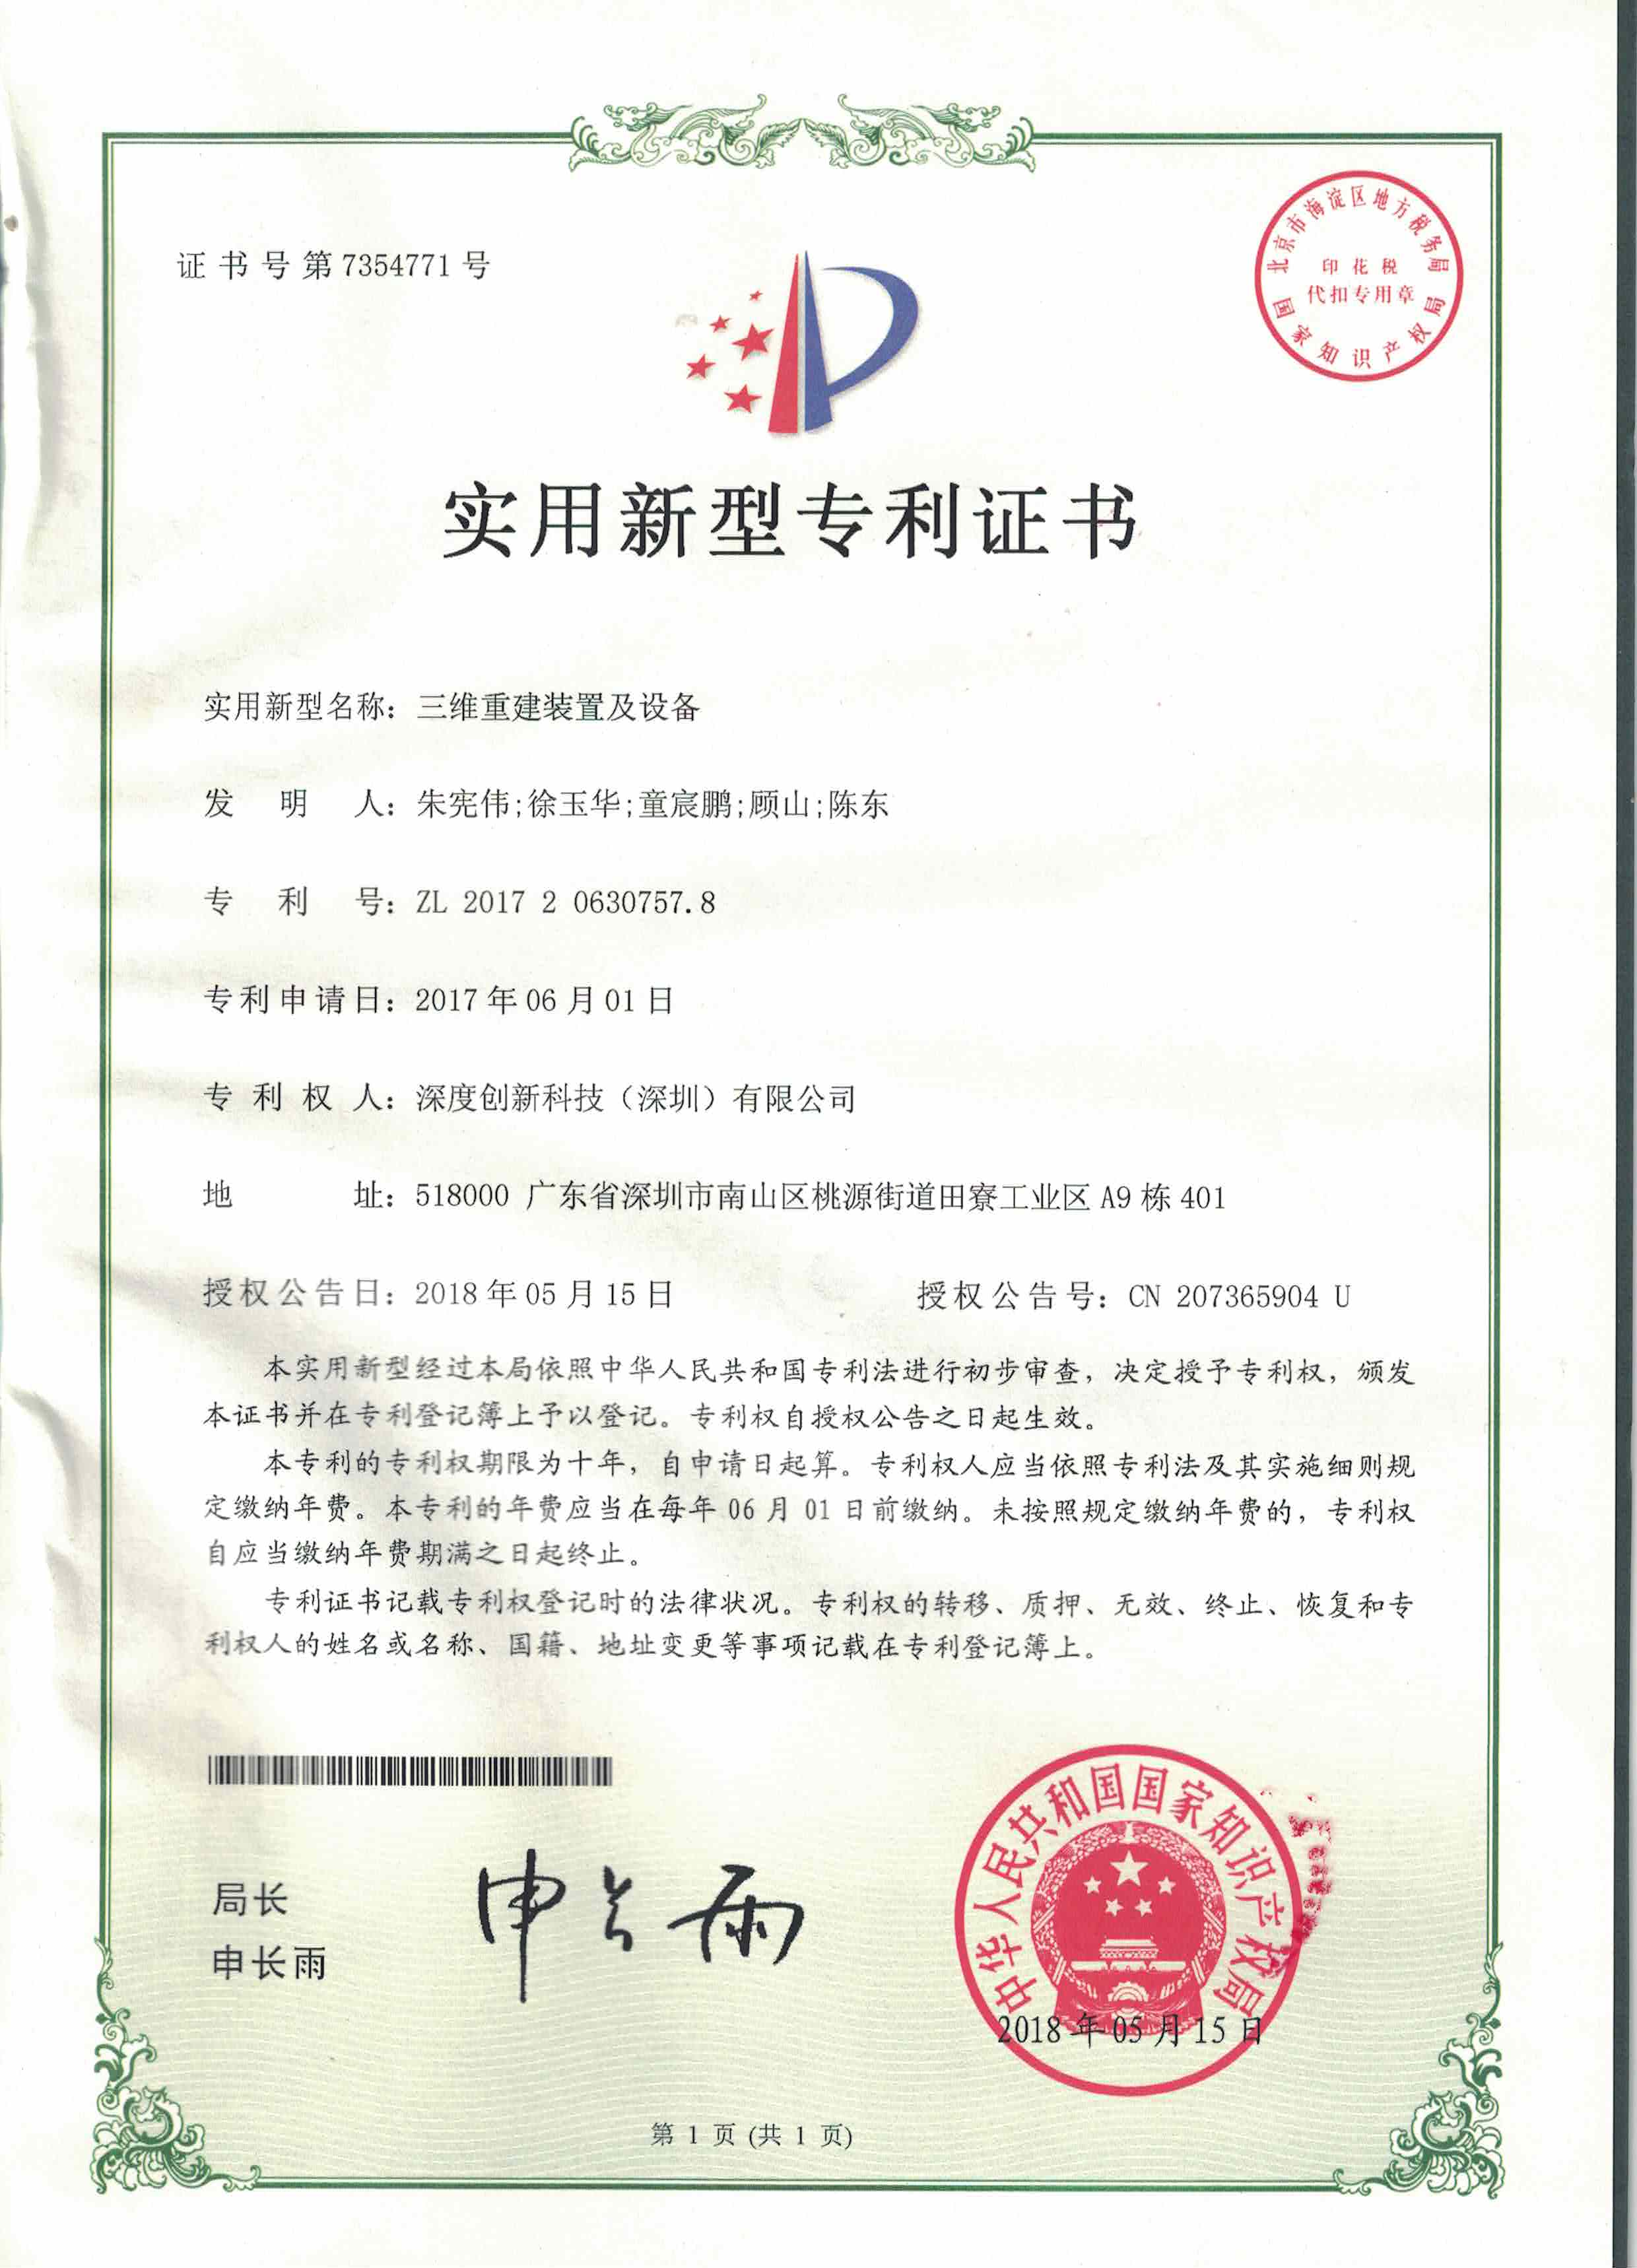 证书号第7354771号
北京市海淀区地方税务局
印花税
代扣专用章
国家知识产权局
实用新型专利证书
实用新型名称：三维重建装置及设备
发明人：朱宪伟;徐玉华;童宸鹏;顾山;陈东
专利号：ZL 2017 2 0630757.8
专利申请日：2017年06月01日
专利权人：深度创新科技（深圳）有限公司
地址：518000 广东省深圳市南山区桃源街道田寮工业区A9栋401
授权公告日：2018年05月15日 授权公告号：CN 207365904 U
本实用新型经过本局依照中华人民共和国专利法进行初步审查，决定授予专利权，颁发
本证书并在专利登记簿上予以登记。专利权自授权公告之日起生效。
本专利的专利权期限为十年，自申请日起算。专利权人应当依照专利法及其实施细则规
定缴纳年费。本专利的年费应当在每年06月01日前缴纳。未按照规定缴纳年费的，专利权
自应当缴纳年费期满之日起终止。
专利证书记载专利权登记时的法律状况。专利权的转移、质押、无效、终止、恢复和专
利权人的姓名或名称、国籍、地址变更等事项记载在专利登记簿上。
局长
申长雨
申长雨
中华人民共和国国家知识产权局
2018年05月15日
第 1 页 (共 1 页)